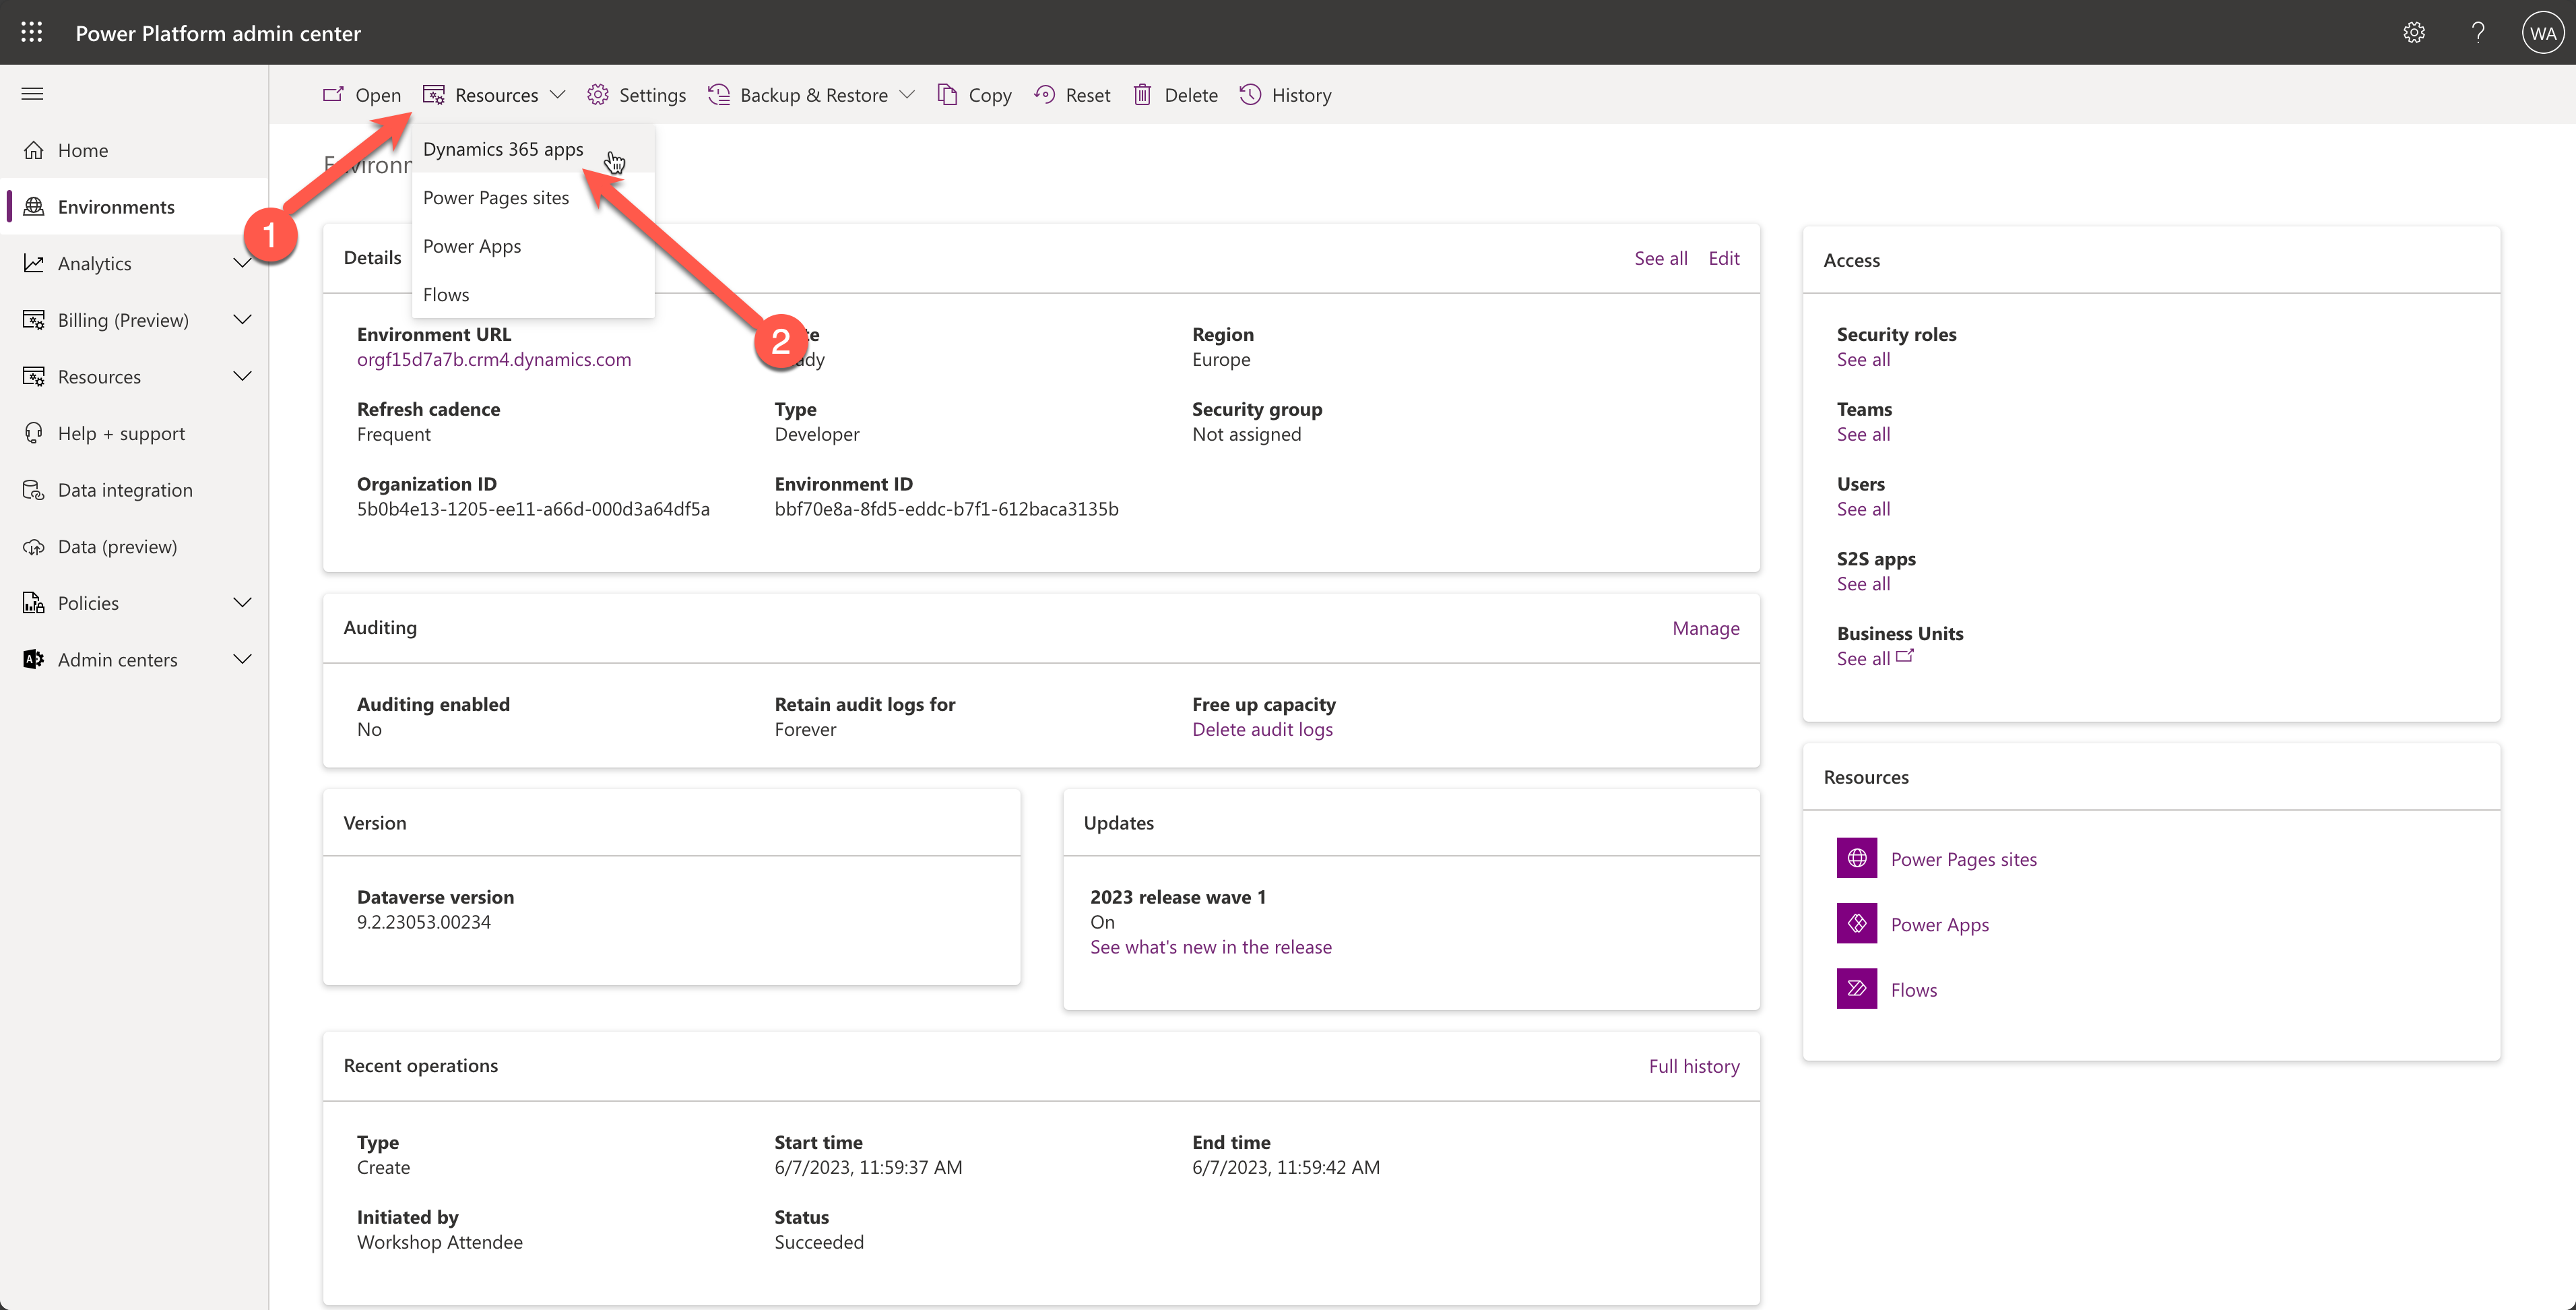 Power Platform admin center
WA
Open Resources Settings Backup & Restore Copy Reset Delete History
Home
Environments
Analytics
Billing (Preview)
Resources
Help + support
Data integration
Data (preview)
Policies
Admin centers
Dynamics 365 apps
Power Pages sites
Power Apps
Flows
1
2
Details See all Edit
Environment URL
orgf15d7a7b.crm4.dynamics.com
Region
Europe
Refresh cadence
Frequent
Type
Developer
Security group
Not assigned
Organization ID
5b0b4e13-1205-ee11-a66d-000d3a64df5a
Environment ID
bbf70e8a-8fd5-eddc-b7f1-612baca3135b
Auditing Manage
Auditing enabled
No
Retain audit logs for
Forever
Free up capacity
Delete audit logs
Version
Dataverse version
9.2.23053.00234
Updates
2023 release wave 1
On
See what's new in the release
Recent operations Full history
Type
Create
Start time
6/7/2023, 11:59:37 AM
End time
6/7/2023, 11:59:42 AM
Initiated by
Workshop Attendee
Status
Succeeded
Access
Security roles
See all
Teams
See all
Users
See all
S2S apps
See all
Business Units
See all
Resources
Power Pages sites
Power Apps
Flows